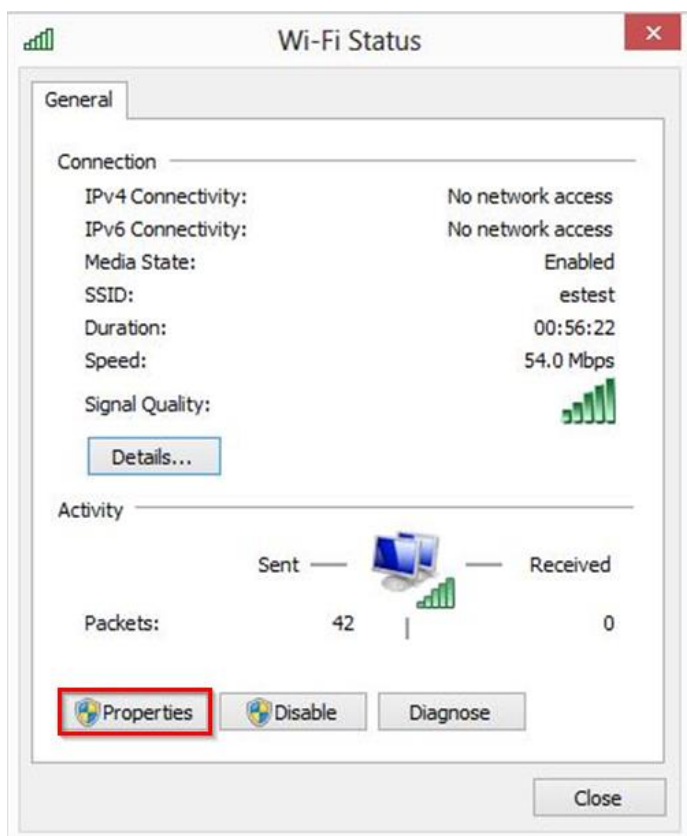 Wi-Fi Status
General
Connection
IPv4 Connectivity: No network access
IPv6 Connectivity: No network access
Media State: Enabled
SSID: estest
Duration: 00:56:22
Speed: 54.0 Mbps
Signal Quality:
Details...
Activity
Sent Received
Packets: 42 0
Properties Disable Diagnose
Close